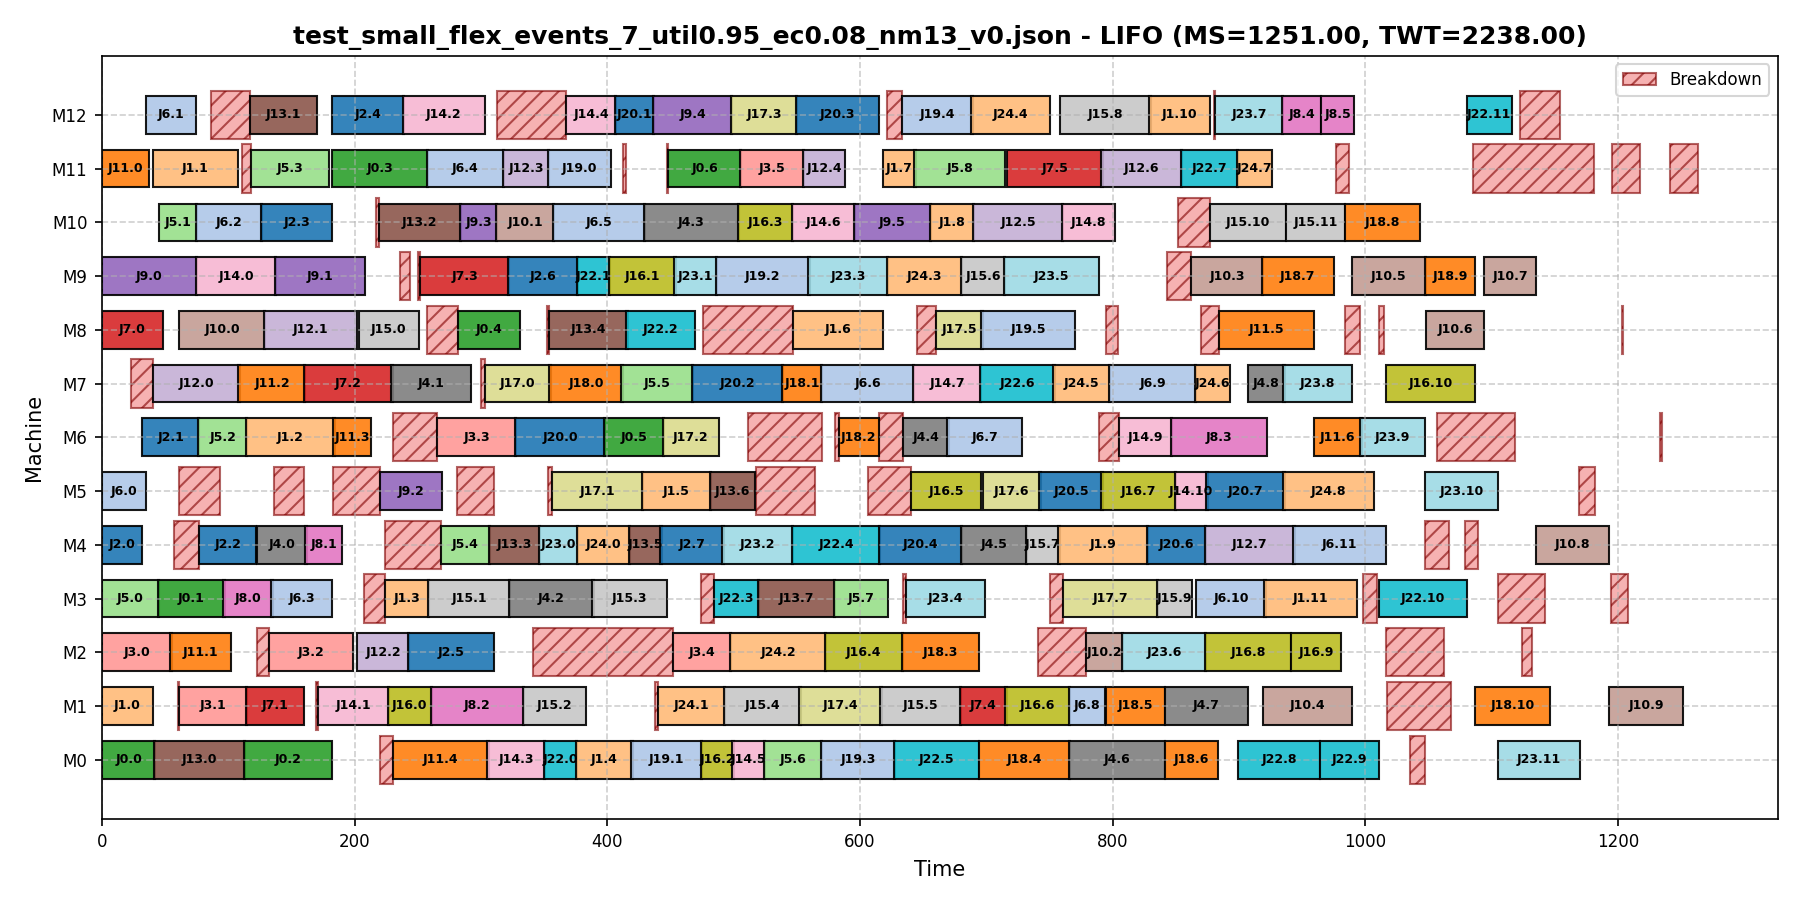 test_small_flex_events_7_util0.95_ec0.08_nm13_v0.json - LIFO (MS=1251.00, TWT=2238.00)
Breakdown
M12 J6.1 J13.1 J2.4 J14.2 J14.4 J20.1 J9.4 J17.3 J20.3 J19.4 J24.4 J15.8 J1.10 J23.7 J8.4 J8.5 J22.11
M11 J11.0 J1.1 J5.3 J0.3 J6.4 J12.3 J19.0 J0.6 J3.5 J12.4 J1.7 J5.8 J7.5 J12.6 J22.7 J24.7
M10 J5.1 J6.2 J2.3 J13.2 J9.3 J10.1 J6.5 J4.3 J16.3 J14.6 J9.5 J1.8 J12.5 J14.8 J15.10 J15.11 J18.8
M9 J9.0 J14.0 J9.1 J7.3 J2.6 J22.1 J16.1 J23.1 J19.2 J23.3 J24.3 J15.6 J23.5 J10.3 J18.7 J10.5 J18.9 J10.7
M8 J7.0 J10.0 J12.1 J15.0 J0.4 J13.4 J22.2 J1.6 J17.5 J19.5 J11.5 J10.6
M7 J12.0 J11.2 J7.2 J4.1 J17.0 J18.0 J5.5 J20.2 J18.1 J6.6 J14.7 J22.6 J24.5 J6.9 J24.6 J4.8 J23.8 J16.10
M6 J2.1 J5.2 J1.2 J11.3 J3.3 J20.0 J0.5 J17.2 J18.2 J4.4 J6.7 J14.9 J8.3 J11.6 J23.9
M5 J6.0 J9.2 J17.1 J1.5 J13.6 J16.5 J17.6 J20.5 J16.7 J14.10 J20.7 J24.8 J23.10
M4 J2.0 J2.2 J4.0 J8.1 J5.4 J13.3 J23.0 J24.0 J13.5 J2.7 J23.2 J22.4 J20.4 J4.5 J15.7 J1.9 J20.6 J12.7 J6.11 J10.8
M3 J5.0 J0.1 J8.0 J6.3 J1.3 J15.1 J4.2 J15.3 J22.3 J13.7 J5.7 J23.4 J17.7 J15.9 J6.10 J1.11 J22.10
M2 J3.0 J11.1 J3.2 J12.2 J2.5 J3.4 J24.2 J16.4 J18.3 J10.2 J23.6 J16.8 J16.9
M1 J1.0 J3.1 J7.1 J14.1 J16.0 J8.2 J15.2 J24.1 J15.4 J17.4 J15.5 J7.4 J16.6 J6.8 J18.5 J4.7 J10.4 J18.10 J10.9
M0 J0.0 J13.0 J0.2 J11.4 J14.3 J22.0 J1.4 J19.1 J16.2 J14.5 J5.6 J19.3 J22.5 J18.4 J4.6 J18.6 J22.8 J22.9 J23.11
0 200 400 600 800 1000 1200
Time
Machine